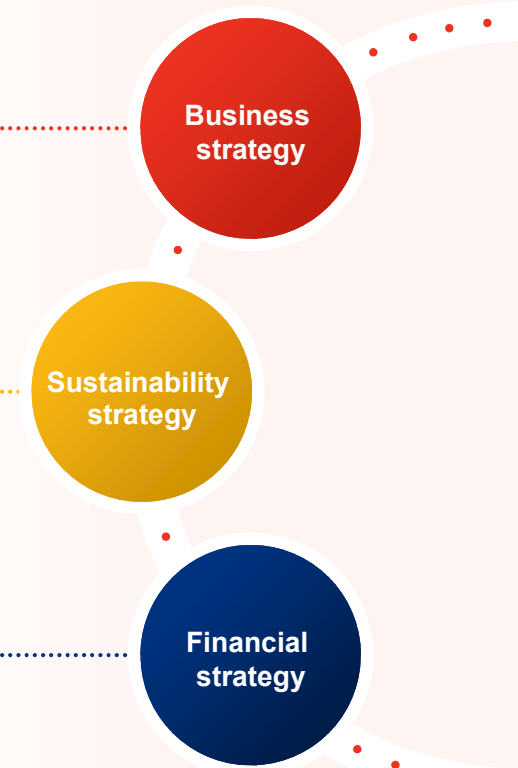 Business
strategy
Sustainability
strategy
Financial
strategy